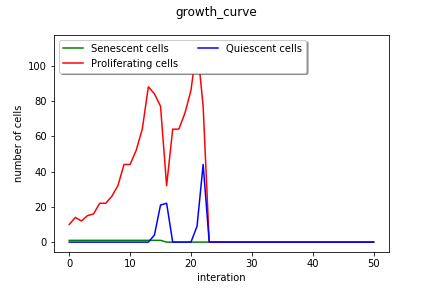 growth_curve
Senescent cells
Proliferating cells
Quiescent cells
number of cells
100
80
60
40
20
0
0 10 20 30 40 50
interation